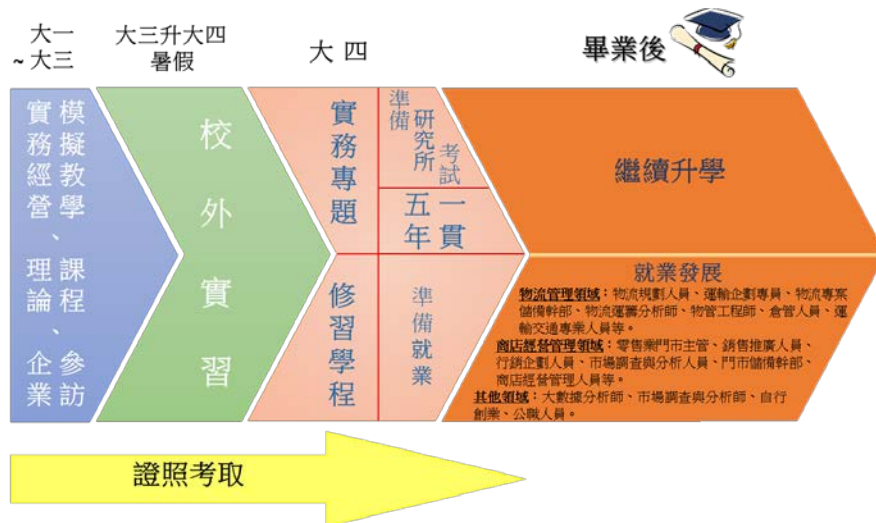 大一
~大三
大三升大四
暑假
大四
畢業後
模擬教學
實務經營
、
課程
理論
、
參訪
企業
校外實習
實務專題
修習學程
準備
研究所
考試
一貫
五年
準備就業
繼續升學
就業發展
物流管理領域：物流規劃人員、運輸企劃專員、物流專案
儲備幹部、物流運籌分析師、物管工程師、倉管人員、運
輸交通專業人員等。
商店經營管理領域：零售業門市主管、銷售推廣人員、
行銷企劃人員、市場調查與分析人員、門市儲備幹部、
商店經營管理人員等。
其他領域：大數據分析師、市場調查與分析師、自行
創業、公職人員。
證照考取